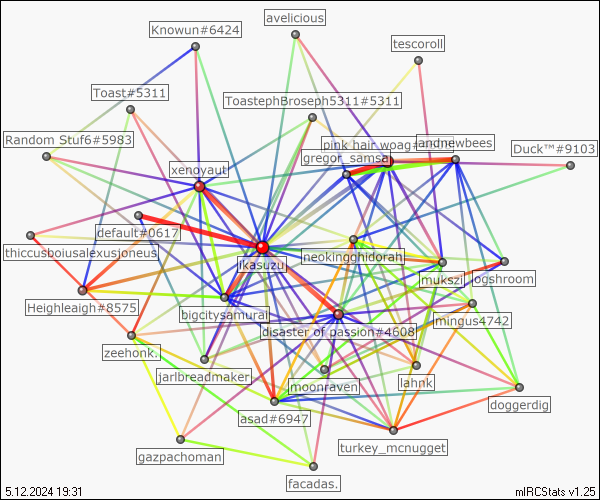 avelicious
Knowun#6424
tescoroll
Toast#5311
ToastephBroseph5311#5311
Random Stuf6#5983
pink hair woag#
andnewbees
gregor_samsa
Duck™#9103
xenoyaut
default#0617
thiccusboiusalexusjoneus
ikasuzu
neokingghidorah
mukszi
ogshroom
Heighleaigh#8575
bigcitysamurai
disaster of passion#4608
mingus4742
zeehonk.
jarlbreadmaker
moonraven
lahnk
doggerdig
asad#6947
turkey_mcnugget
gazpachoman
facadas.
5.12.2024 19:31
mIRCStats v1.25